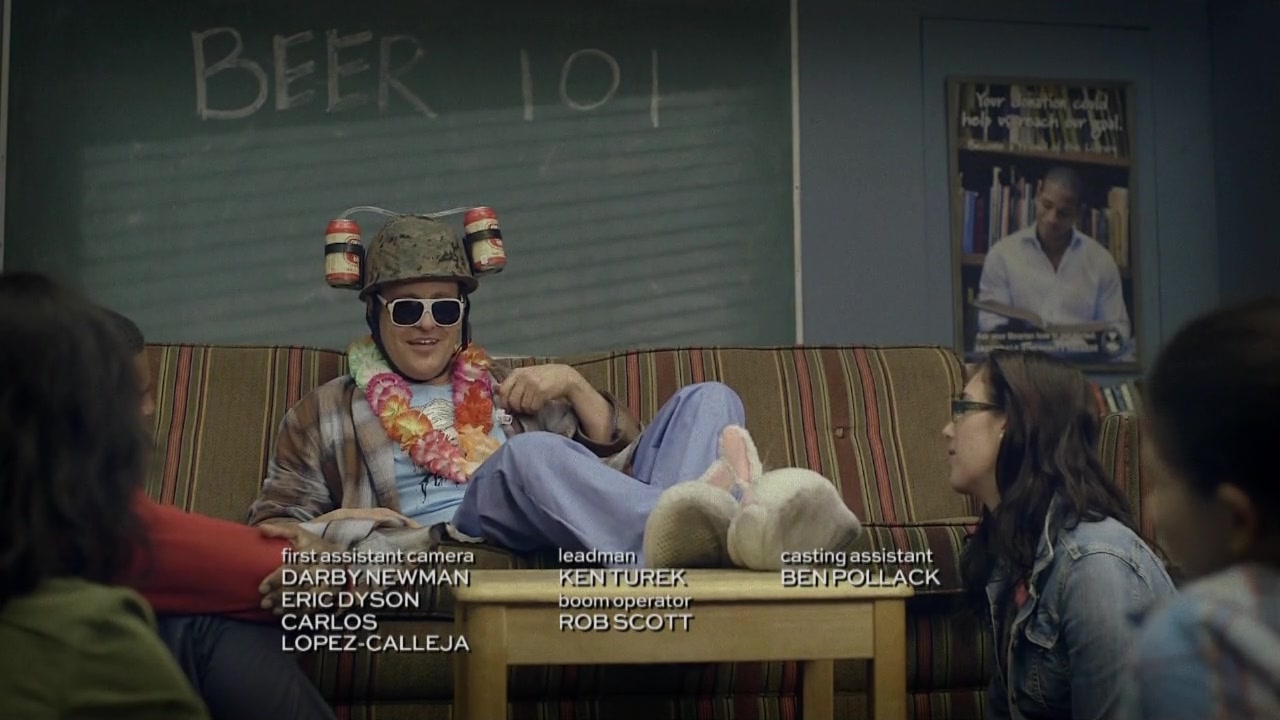 BEER 101
Your Donation could
help us reach our goal.
first assistant camera
DARBY NEWMAN
ERIC DYSON
CARLOS
LOPEZ-CALLEJA
leadman
KEN TUREK
boom operator
ROB SCOTT
casting assistant
BEN POLLACK